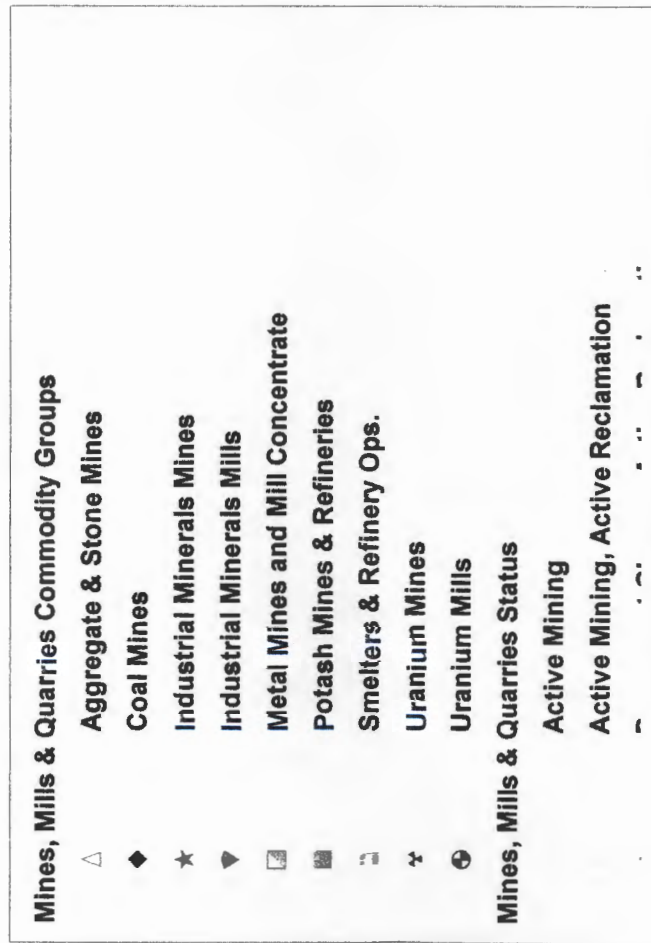 Mines, Mills & Quarries Commodity Groups
Aggregate & Stone Mines
Coal Mines
Industrial Minerals Mines
Industrial Minerals Mills
Metal Mines and Mill Concentrate
Potash Mines & Refineries
Smelters & Refinery Ops.
Uranium Mines
Uranium Mills
Mines, Mills & Quarries Status
Active Mining
Active Mining, Active Reclamation